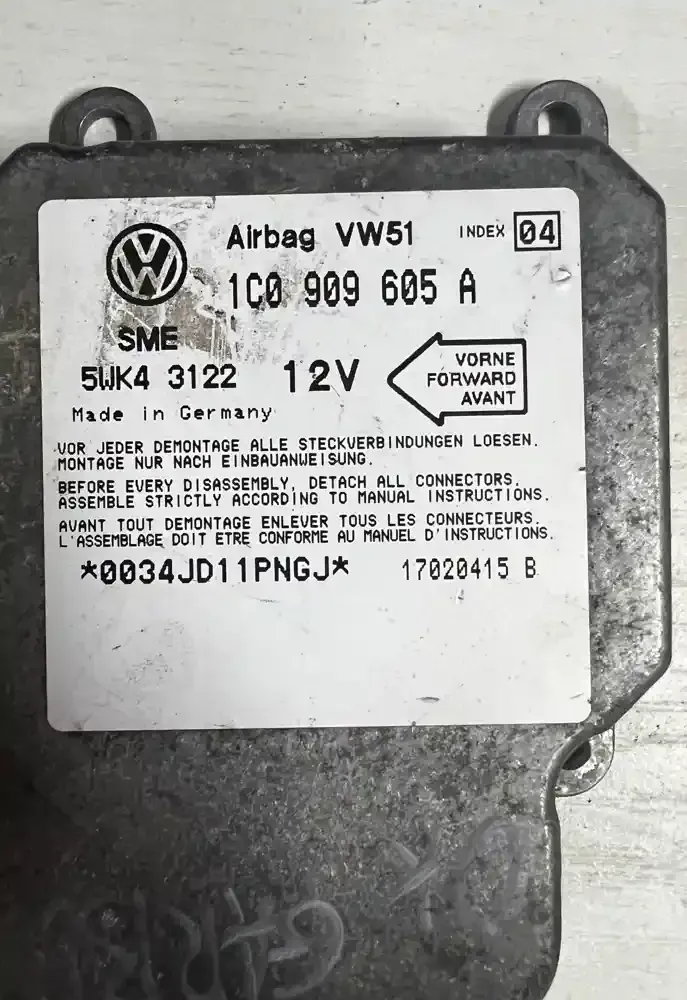 Airbag VW51 INDEX 04
1C0 909 605 A
SME
5WK4 3122 12V
VORNE
FORWARD
AVANT
Made in Germany
VOR JEDER DEMONTAGE ALLE STECKVERBINDUNGEN LOESEN.
MONTAGE NUR NACH EINBAUANWEISUNG.
BEFORE EVERY DISASSEMBLY, DETACH ALL CONNECTORS.
ASSEMBLE STRICTLY ACCORDING TO MANUAL INSTRUCTIONS.
AVANT TOUT DEMONTAGE ENLEVER TOUS LES CONNECTEURS.
L'ASSEMBLAGE DOIT ETRE CONFORME AU MANUEL D'INSTRUCTIONS.
*0034JD11PNGJ* 17020415 B